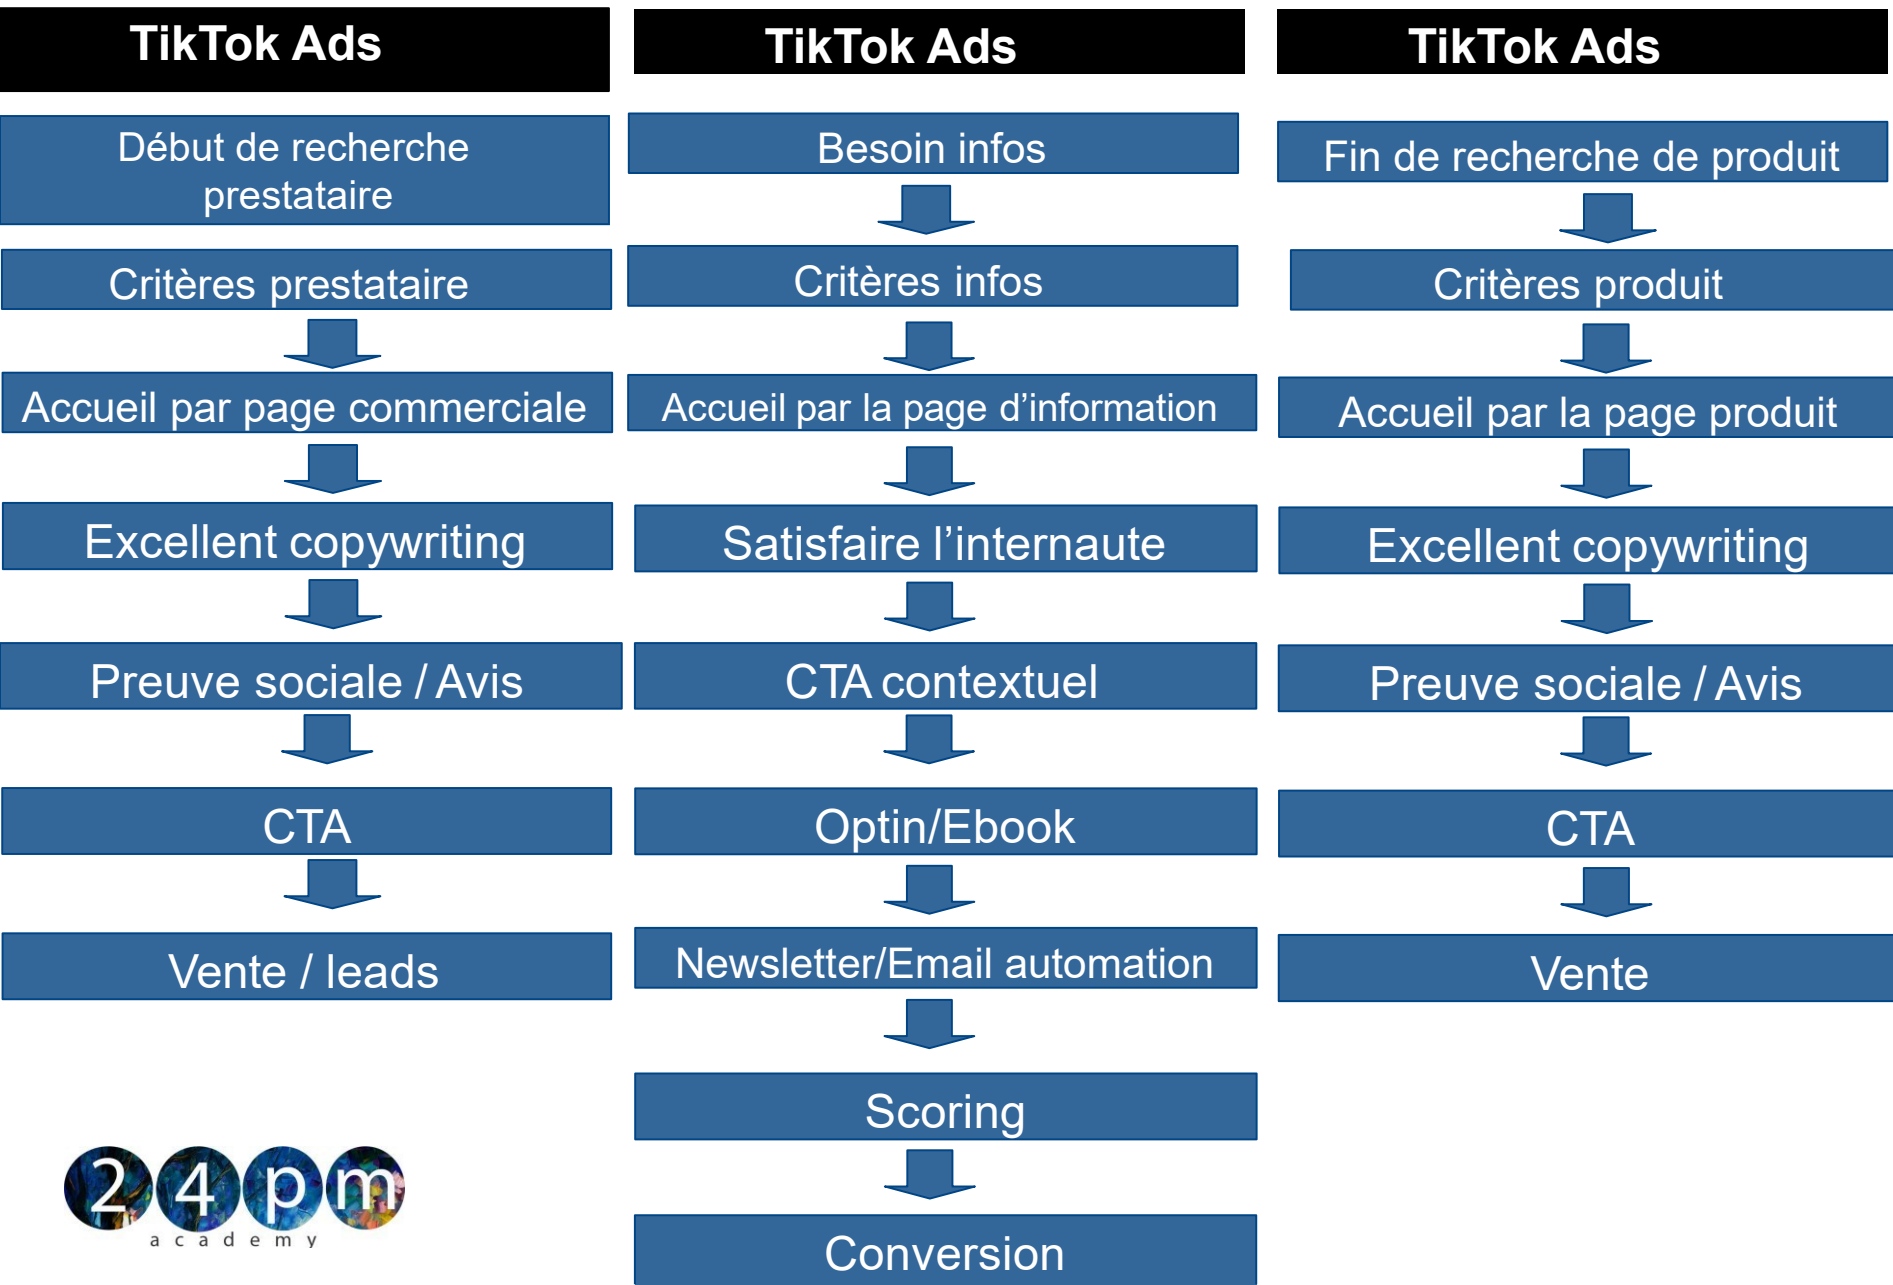 TikTok Ads
Début de recherche
prestataire
Critères prestataire
Accueil par page commerciale
Excellent copywriting
Preuve sociale / Avis
CTA
Vente / leads
TikTok Ads
Besoin infos
Critères infos
Accueil par la page d’information
Satisfaire l’internaute
CTA contextuel
Optin/Ebook
Newsletter/Email automation
Scoring
Conversion
TikTok Ads
Fin de recherche de produit
Critères produit
Accueil par la page produit
Excellent copywriting
Preuve sociale / Avis
CTA
Vente
24pm
academy